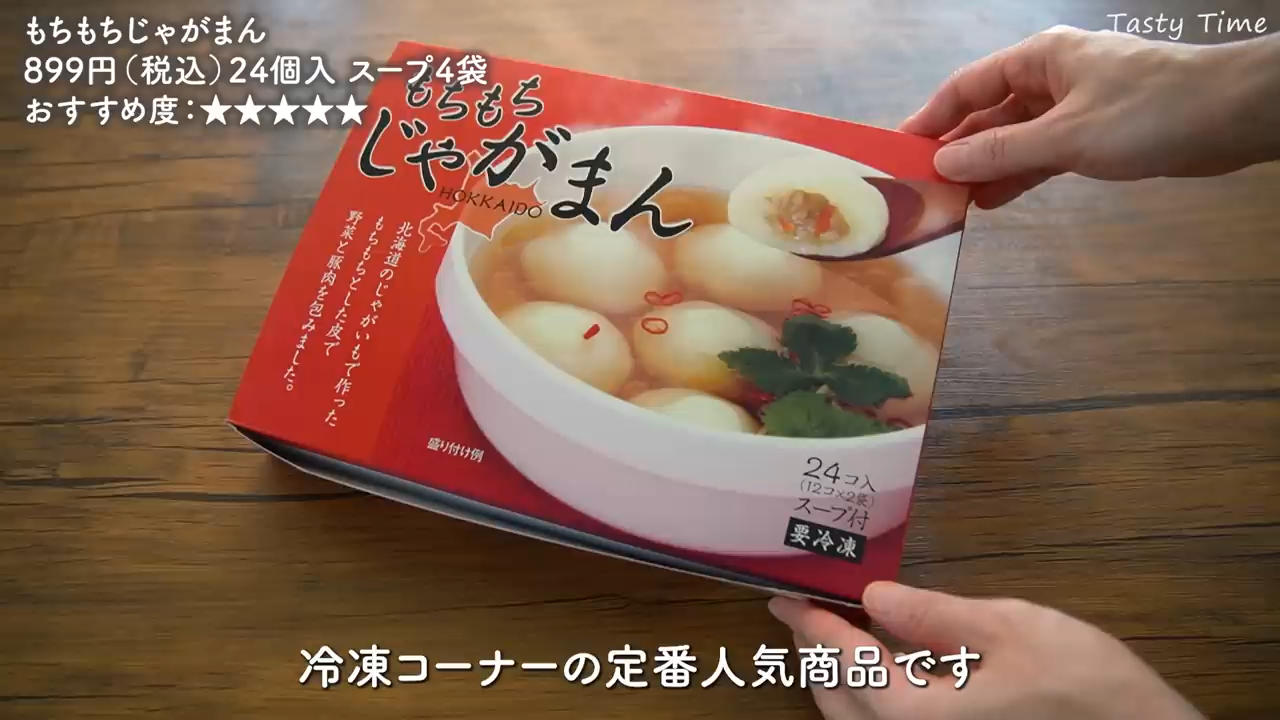 もちもちじゃがまん
899円（税込）24個入 スープ4袋
おすすめ度：★★★★★
Tasty Time
もちもち
じゃがまん
HOKKAIDO
北海道のじゃがいもで作った
もちもちとした皮で
野菜と豚肉を包みました。
盛り付け例
24コ入
(12コ×2袋)
スープ付
要冷凍
冷凍コーナーの定番人気商品です